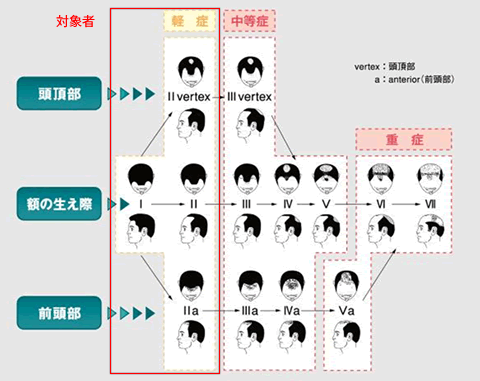 対象者
軽 症
中等症
vertex：頭頂部
a：anterior(前頭部)
頭頂部
II vertex
III vertex
重 症
額の生え際
I
II
III
IV
V
VI
VII
前頭部
IIa
IIIa
IVa
Va